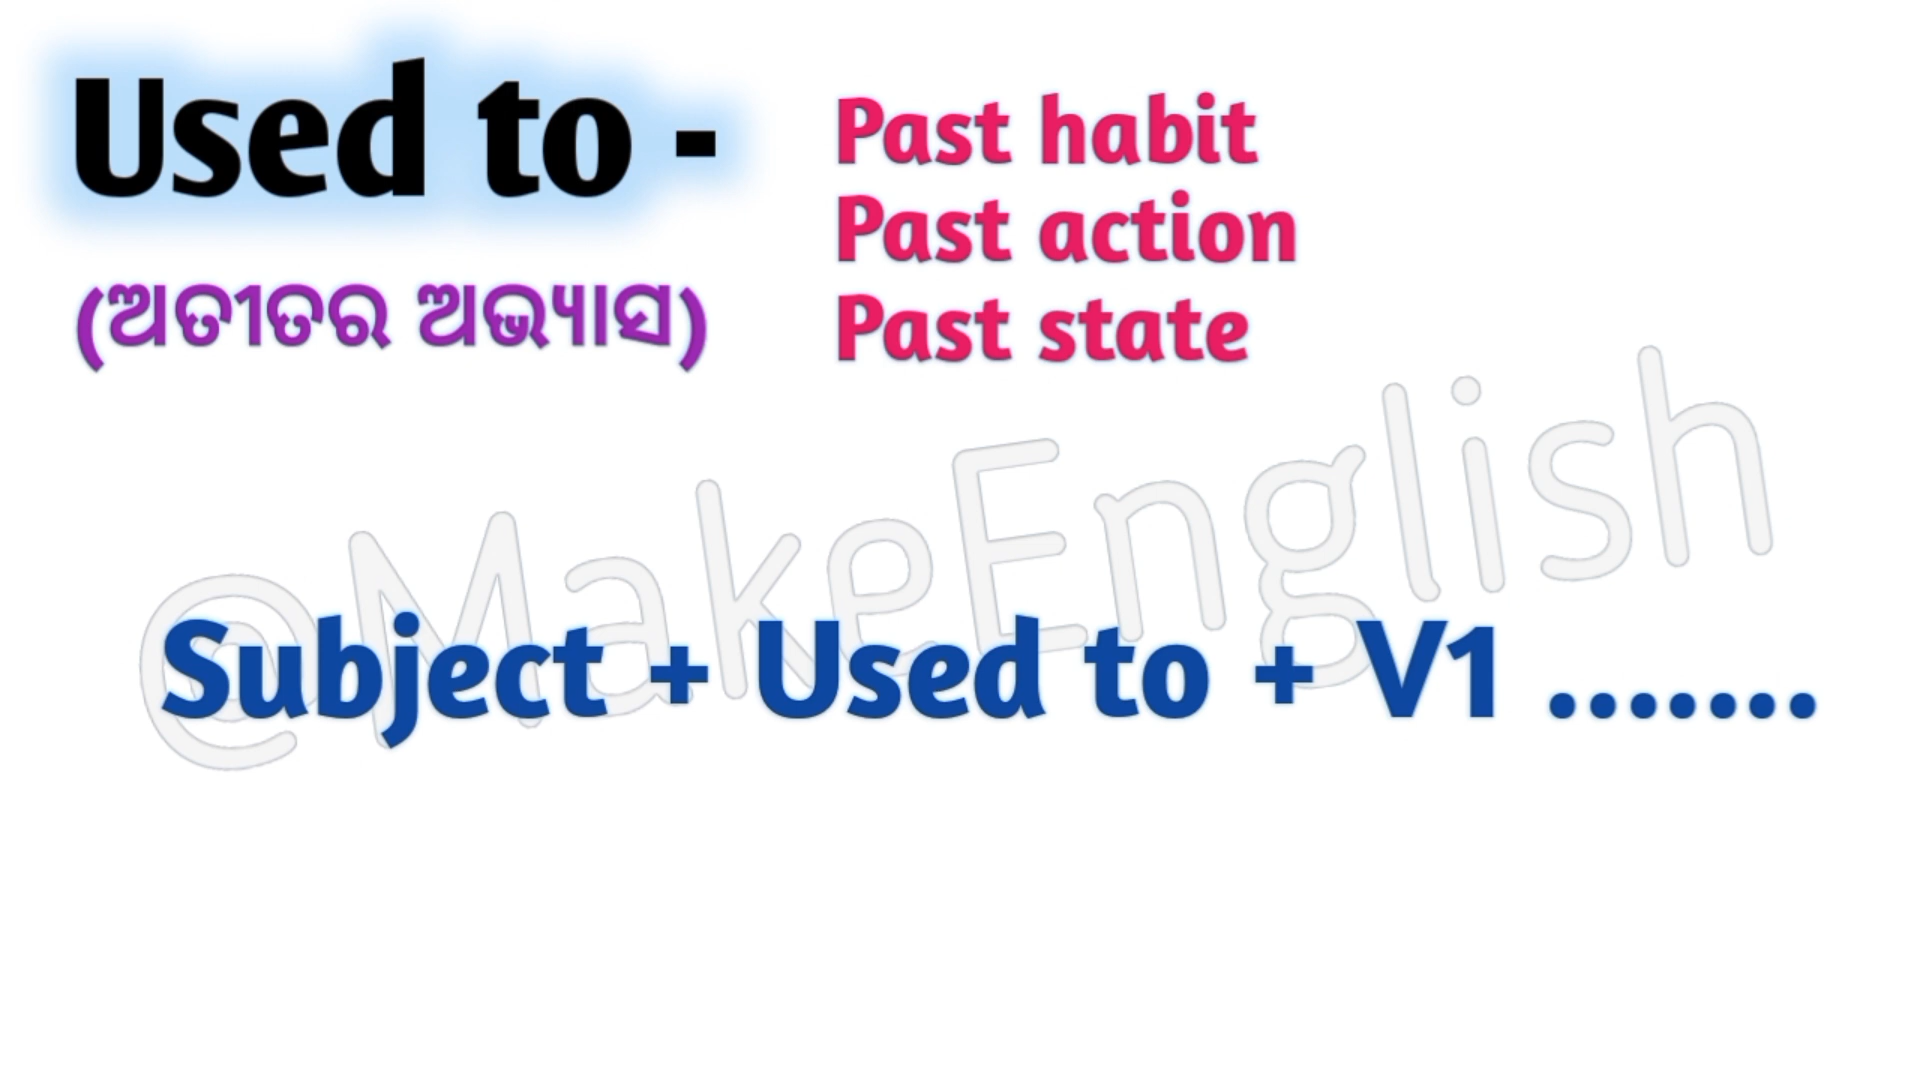 Used to -
(ଅତୀତର ଅଭ୍ୟାସ)
Past habit
Past action
Past state
@MakeEnglish
Subject + Used to + V1 .......